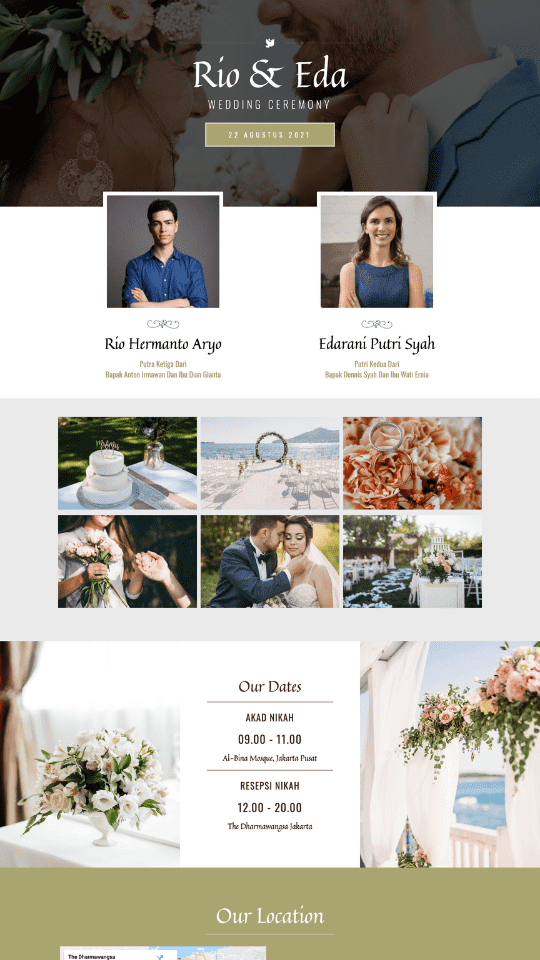 Rio & Eda
WEDDING CEREMONY
22 AGUSTUS 2021
Rio Hermanto Aryo
Putra Ketiga Dari
Bapak Anton Irmawan Dan Ibu Dian Gianta
Edarani Putri Syah
Putri Kedua Dari
Bapak Dennis Syah Dan Ibu Wati Ernia
Our Dates
AKAD NIKAH
09.00 - 11.00
Al-Bina Mosque, Jakarta Pusat
RESEPSI NIKAH
12.00 - 20.00
The Dharmawangsa Jakarta
Our Location
The Dharmawangsa